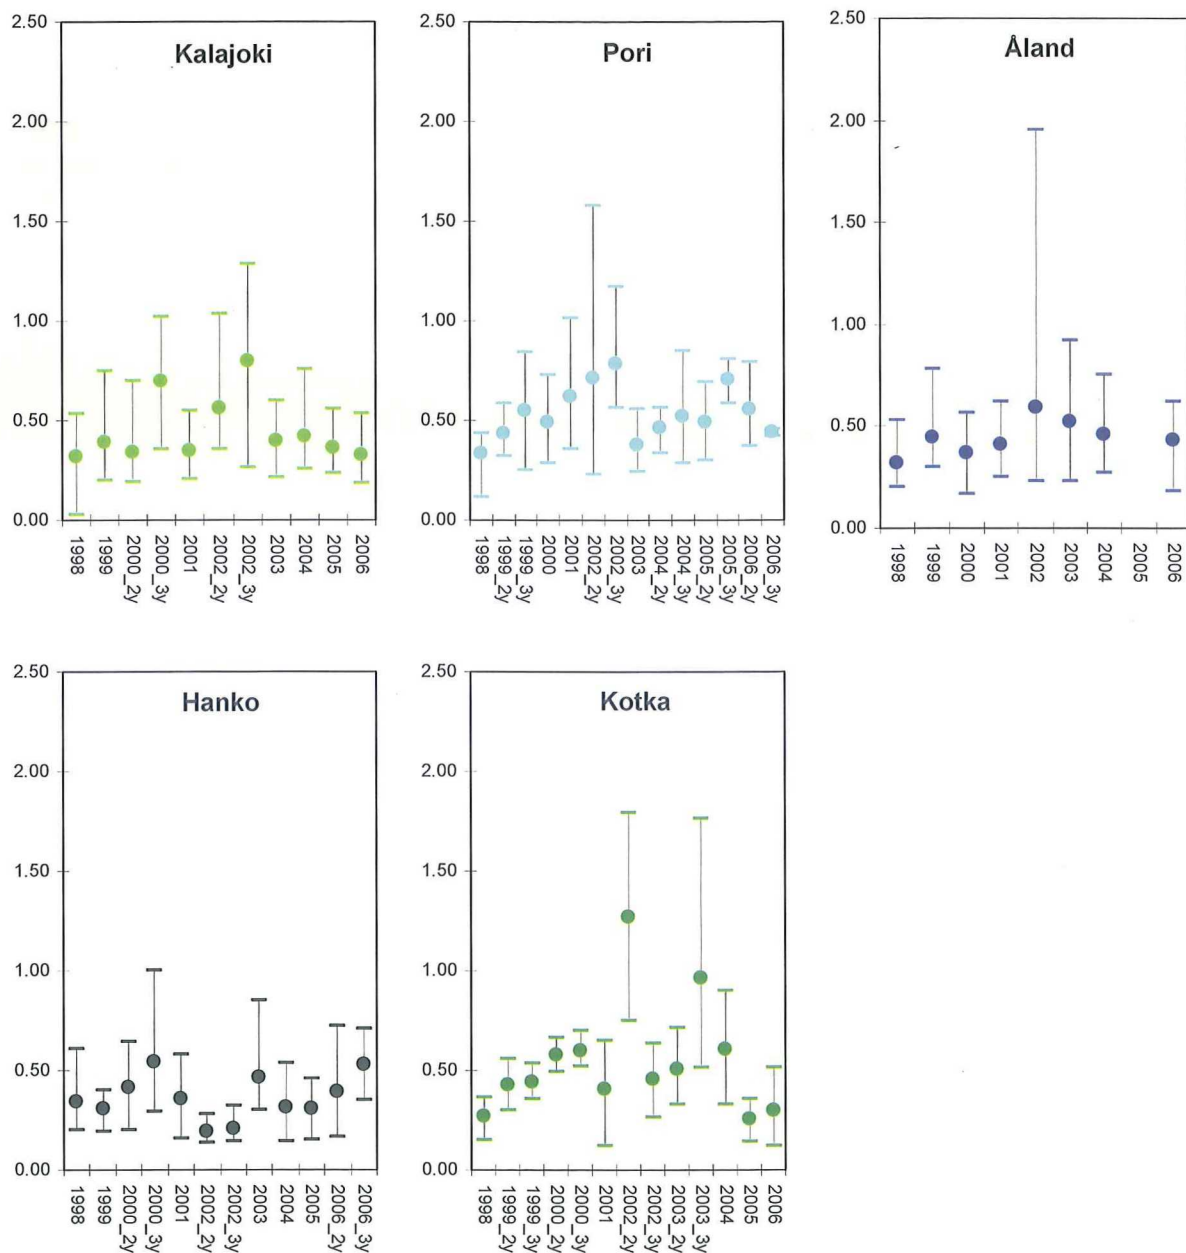 Kalajoki
2.50
2.00
1.50
1.00
0.50
0.00
1998
1999
2000_2y
2000_3y
2001
2002_2y
2002_3y
2003
2004
2005
2006
Pori
2.50
2.00
1.50
1.00
0.50
0.00
1998
1999_2y
1999_3y
2000
2001
2002_2y
2002_3y
2003
2004_2y
2004_3y
2005_2y
2005_3y
2006_2y
2006_3y
Åland
2.50
2.00
1.50
1.00
0.50
0.00
1998
1999
2000
2001
2002
2003
2004
2005
2006
Hanko
2.50
2.00
1.50
1.00
0.50
0.00
1998
1999
2000_2y
2000_3y
2001
2002_2y
2002_3y
2003
2004
2005
2006_2y
2006_3y
Kotka
2.50
2.00
1.50
1.00
0.50
0.00
1998
1999_2y
1999_3y
2000_2y
2000_3y
2001
2002_2y
2002_3y
2003_2y
2003_3y
2004
2005
2006